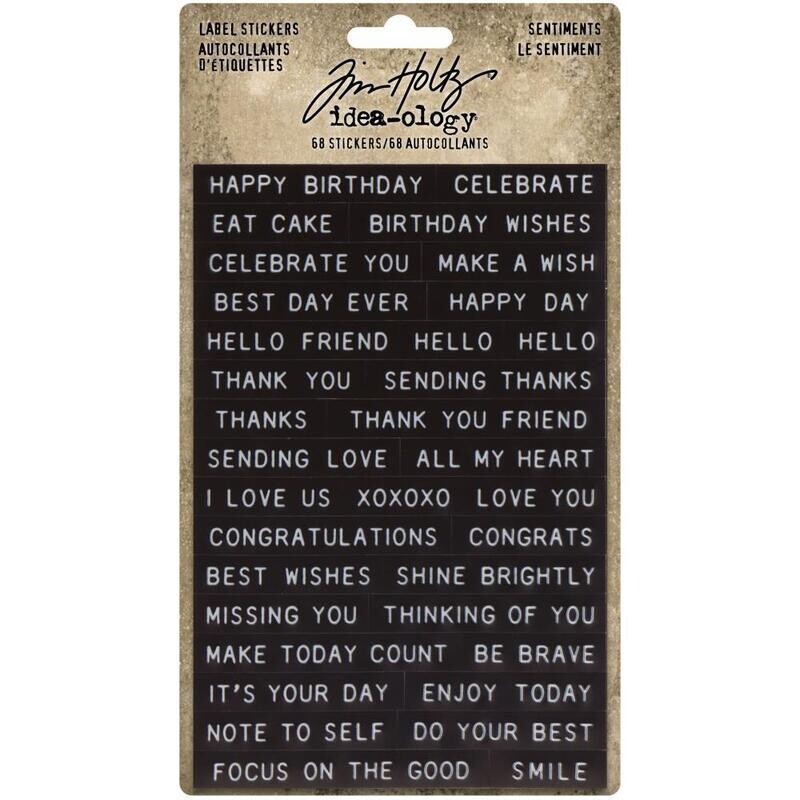 LABEL STICKERS
AUTOCOLLANTS
D'ÉTIQUETTES
SENTIMENTS
LE SENTIMENT
Tim Holtz
idea-ology
68 STICKERS/68 AUTOCOLLANTS
HAPPY BIRTHDAY CELEBRATE
EAT CAKE BIRTHDAY WISHES
CELEBRATE YOU MAKE A WISH
BEST DAY EVER HAPPY DAY
HELLO FRIEND HELLO HELLO
THANK YOU SENDING THANKS
THANKS THANK YOU FRIEND
SENDING LOVE ALL MY HEART
I LOVE US XOXOXO LOVE YOU
CONGRATULATIONS CONGRATS
BEST WISHES SHINE BRIGHTLY
MISSING YOU THINKING OF YOU
MAKE TODAY COUNT BE BRAVE
IT'S YOUR DAY ENJOY TODAY
NOTE TO SELF DO YOUR BEST
FOCUS ON THE GOOD SMILE